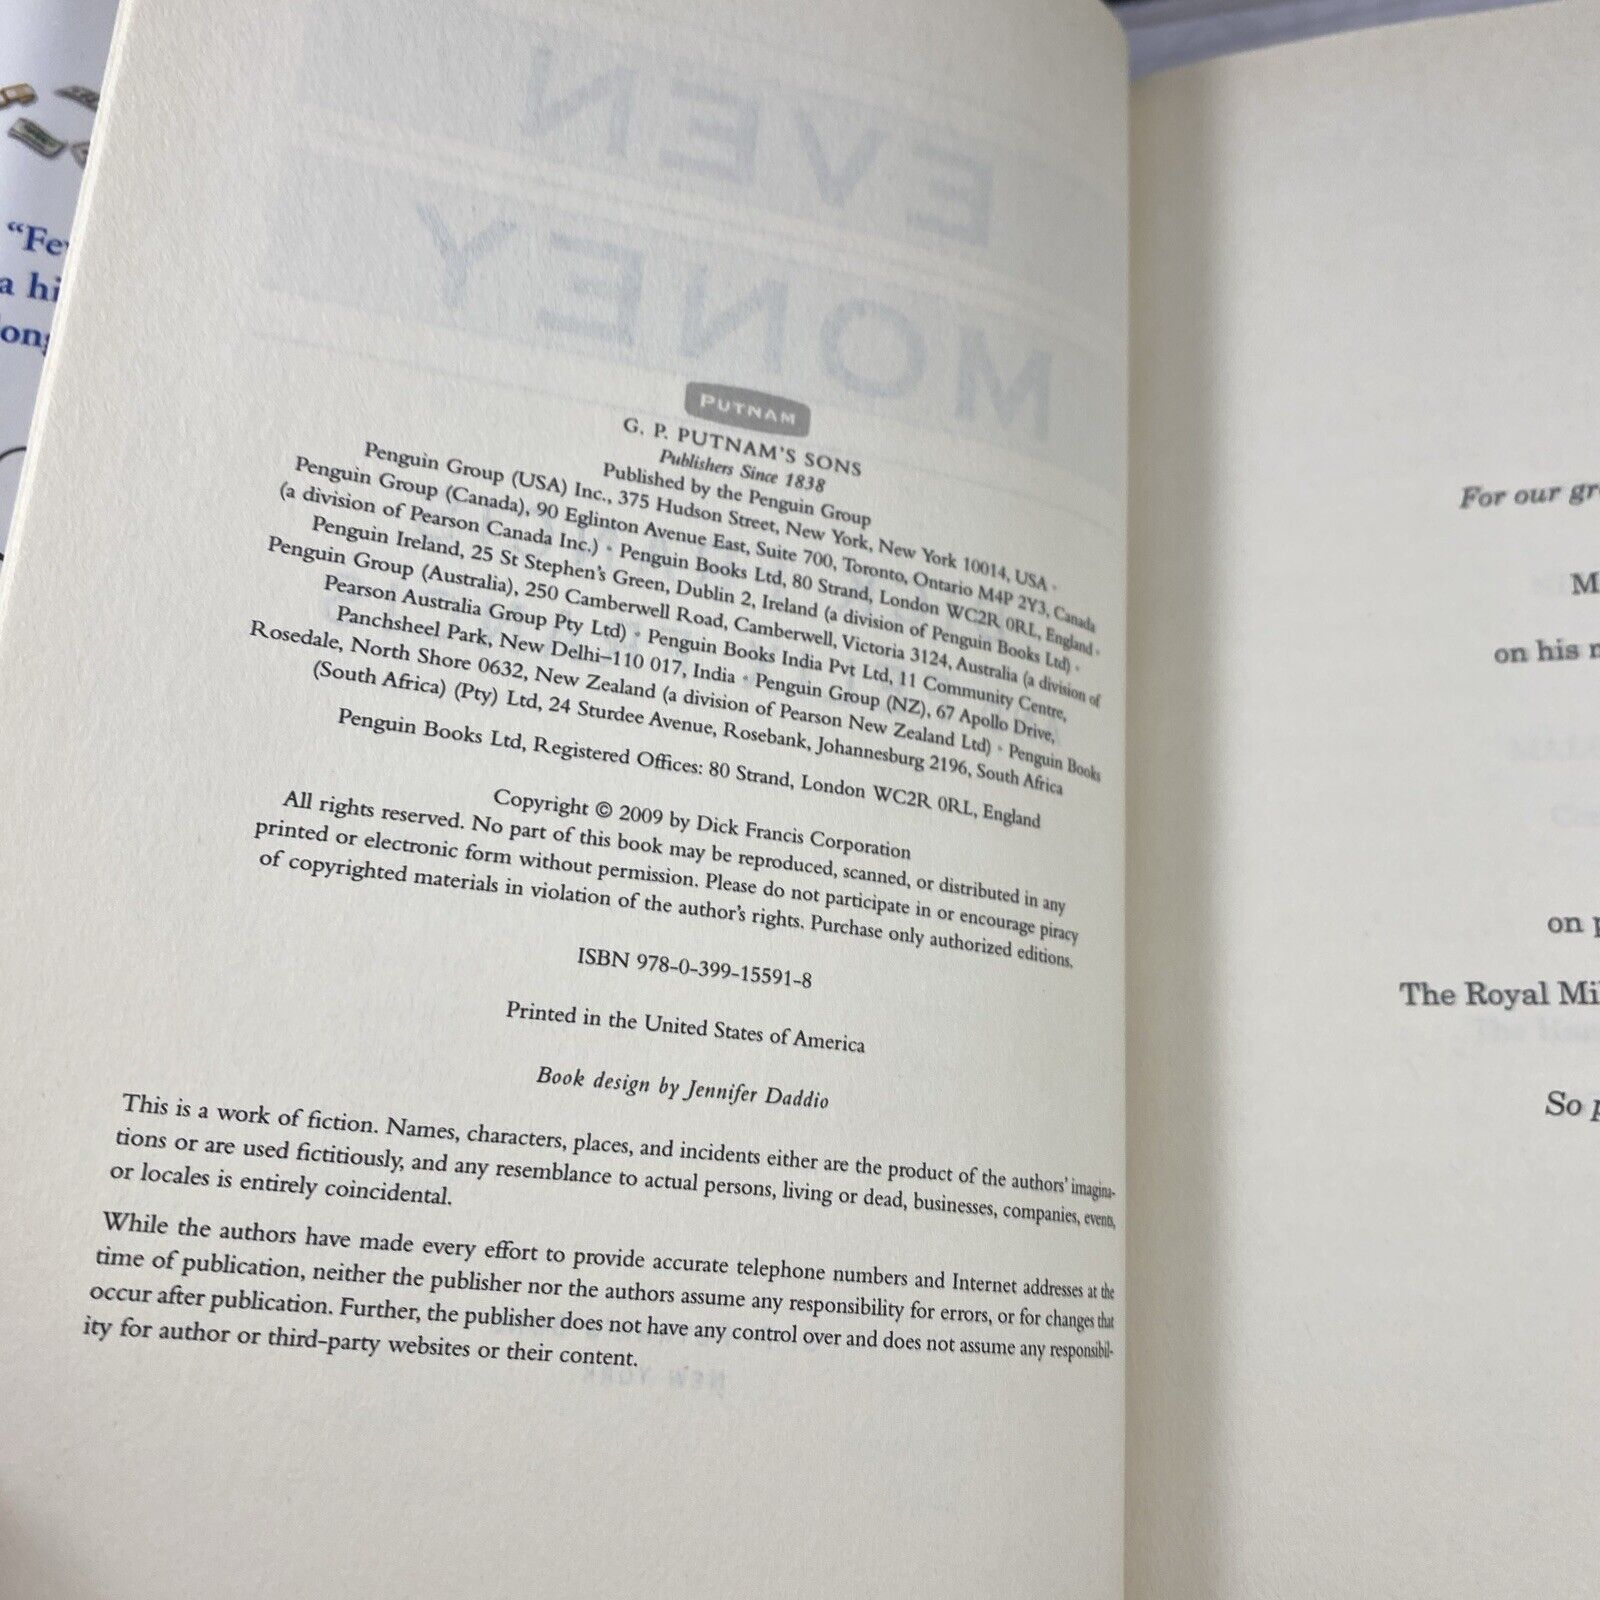 "Fe
a hi
long
EVEN
MONEY
PUTNAM
G. P. PUTNAM'S SONS
Publishers Since 1838
Published by the Penguin Group
Penguin Group (USA) Inc., 375 Hudson Street, New York, New York 10014, USA •
Penguin Group (Canada), 90 Eglinton Avenue East, Suite 700, Toronto, Ontario M4P 2Y3, Canada
(a division of Pearson Canada Inc.) • Penguin Books Ltd, 80 Strand, London WC2R 0RL, England •
Penguin Ireland, 25 St Stephen's Green, Dublin 2, Ireland (a division of Penguin Books Ltd) •
Penguin Group (Australia), 250 Camberwell Road, Camberwell, Victoria 3124, Australia (a division of
Pearson Australia Group Pty Ltd) • Penguin Books India Pvt Ltd, 11 Community Centre,
Panchsheel Park, New Delhi–110 017, India • Penguin Group (NZ), 67 Apollo Drive,
Rosedale, North Shore 0632, New Zealand (a division of Pearson New Zealand Ltd) • Penguin Books
(South Africa) (Pty) Ltd, 24 Sturdee Avenue, Rosebank, Johannesburg 2196, South Africa
Penguin Books Ltd, Registered Offices: 80 Strand, London WC2R 0RL, England
Copyright © 2009 by Dick Francis Corporation
All rights reserved. No part of this book may be reproduced, scanned, or distributed in any
printed or electronic form without permission. Please do not participate in or encourage piracy
of copyrighted materials in violation of the author's rights. Purchase only authorized editions.
ISBN 978-0-399-15591-8
Printed in the United States of America
Book design by Jennifer Daddio
This is a work of fiction. Names, characters, places, and incidents either are the product of the authors' imagina-
tions or are used fictitiously, and any resemblance to actual persons, living or dead, businesses, companies, events,
or locales is entirely coincidental.
While the authors have made every effort to provide accurate telephone numbers and Internet addresses at the
time of publication, neither the publisher nor the authors assume any responsibility for errors, or for changes that
occur after publication. Further, the publisher does not have any control over and does not assume any responsibil-
ity for author or third-party websites or their content.
NEW YORK
For our gr
M
on his
on p
The Royal Mil
So p